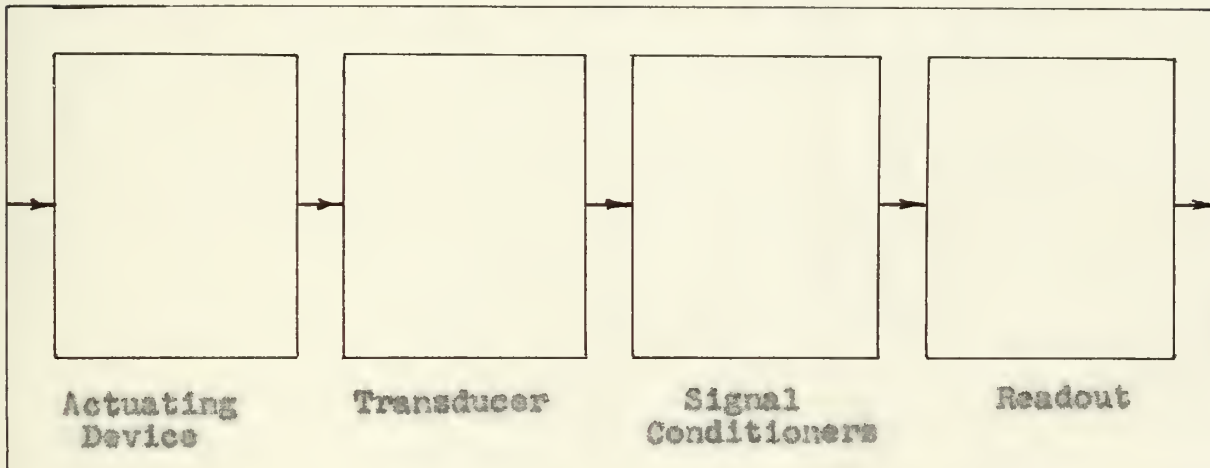 Actuating
Device
Transducer
Signal
Conditioners
Readout